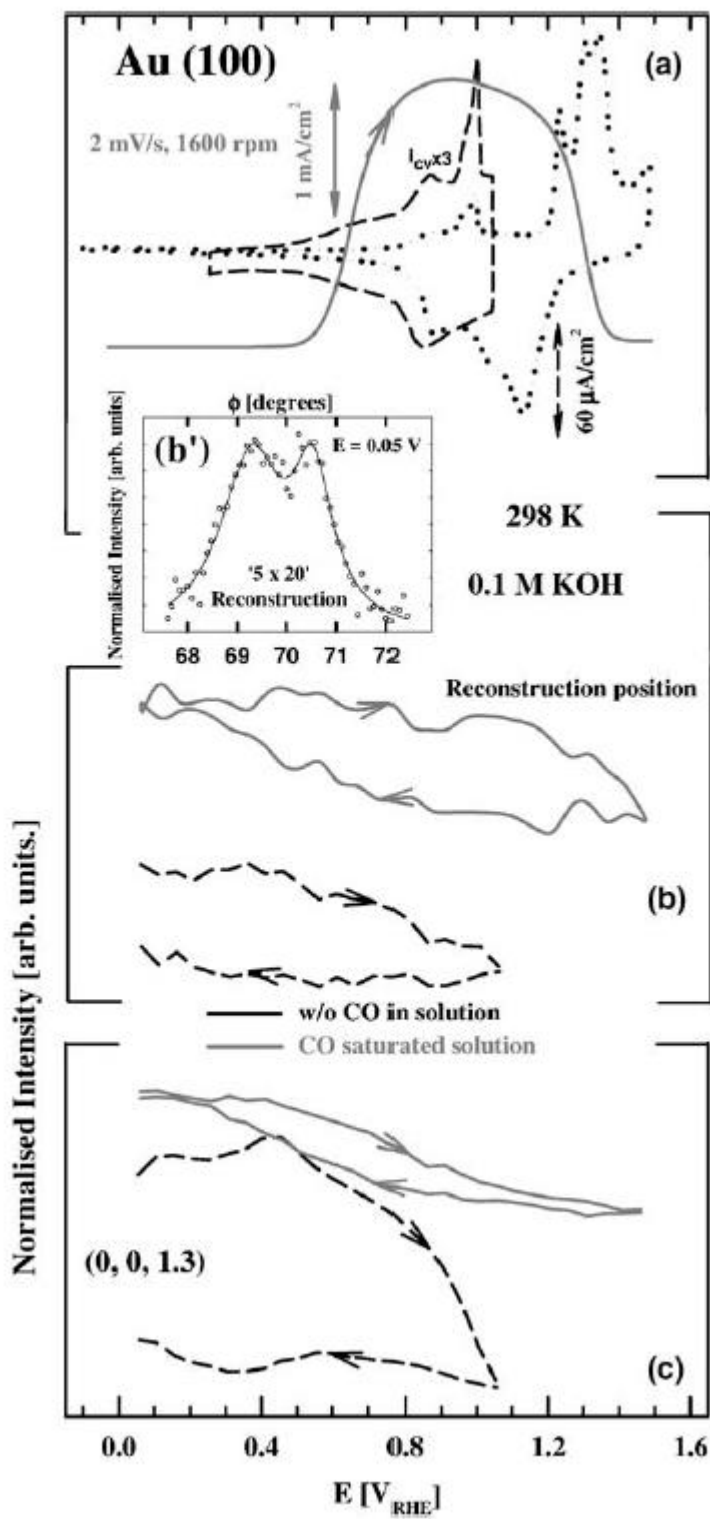 Au (100)
(a)
2 mV/s, 1600 rpm
1 mA/cm²
I_cv x3
60 µA/cm²
ϕ [degrees]
(b')
E = 0.05 V
Normalised Intensity [arb. units]
'5 x 20'
Reconstruction
68 69 70 71 72
298 K
0.1 M KOH
Reconstruction position
(b)
w/o CO in solution
CO saturated solution
Normalised Intensity [arb. units.]
(0, 0, 1.3)
(c)
0.0 0.4 0.8 1.2 1.6
E [V_RHE]